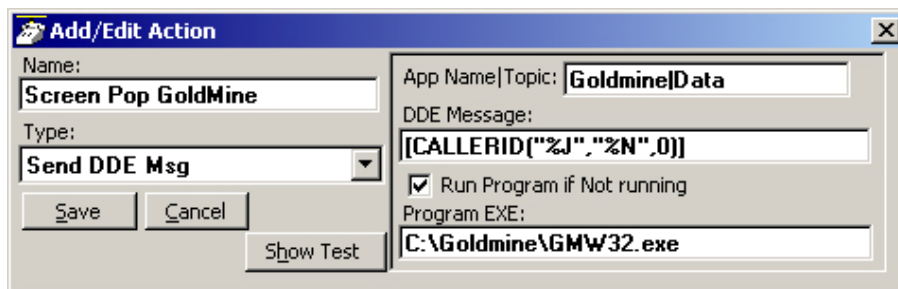 Add/Edit Action
Name:
Screen Pop GoldMine
Type:
Send DDE Msg
Save Cancel
Show Test
App Name|Topic: Goldmine|Data
DDE Message:
[CALLERID("%J","%N",0)]
Run Program if Not running
Program EXE:
C:\Goldmine\GMW32.exe